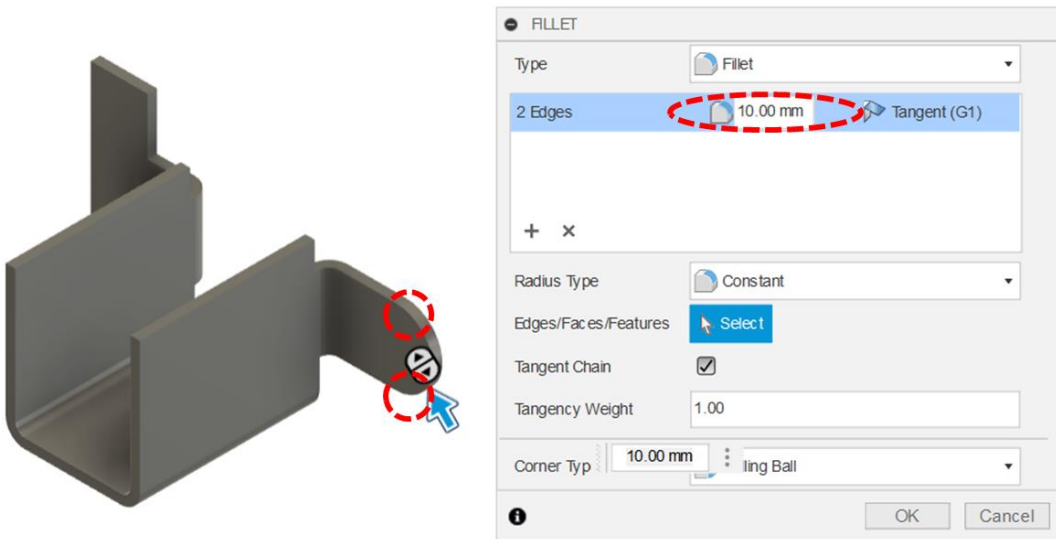 FILLET
Type Fillet
2 Edges 10.00 mm Tangent (G1)
Radius Type Constant
Edges/Faces/Features Select
Tangent Chain
Tangency Weight 1.00
Corner Typ 10.00 mm ling Ball
OK Cancel